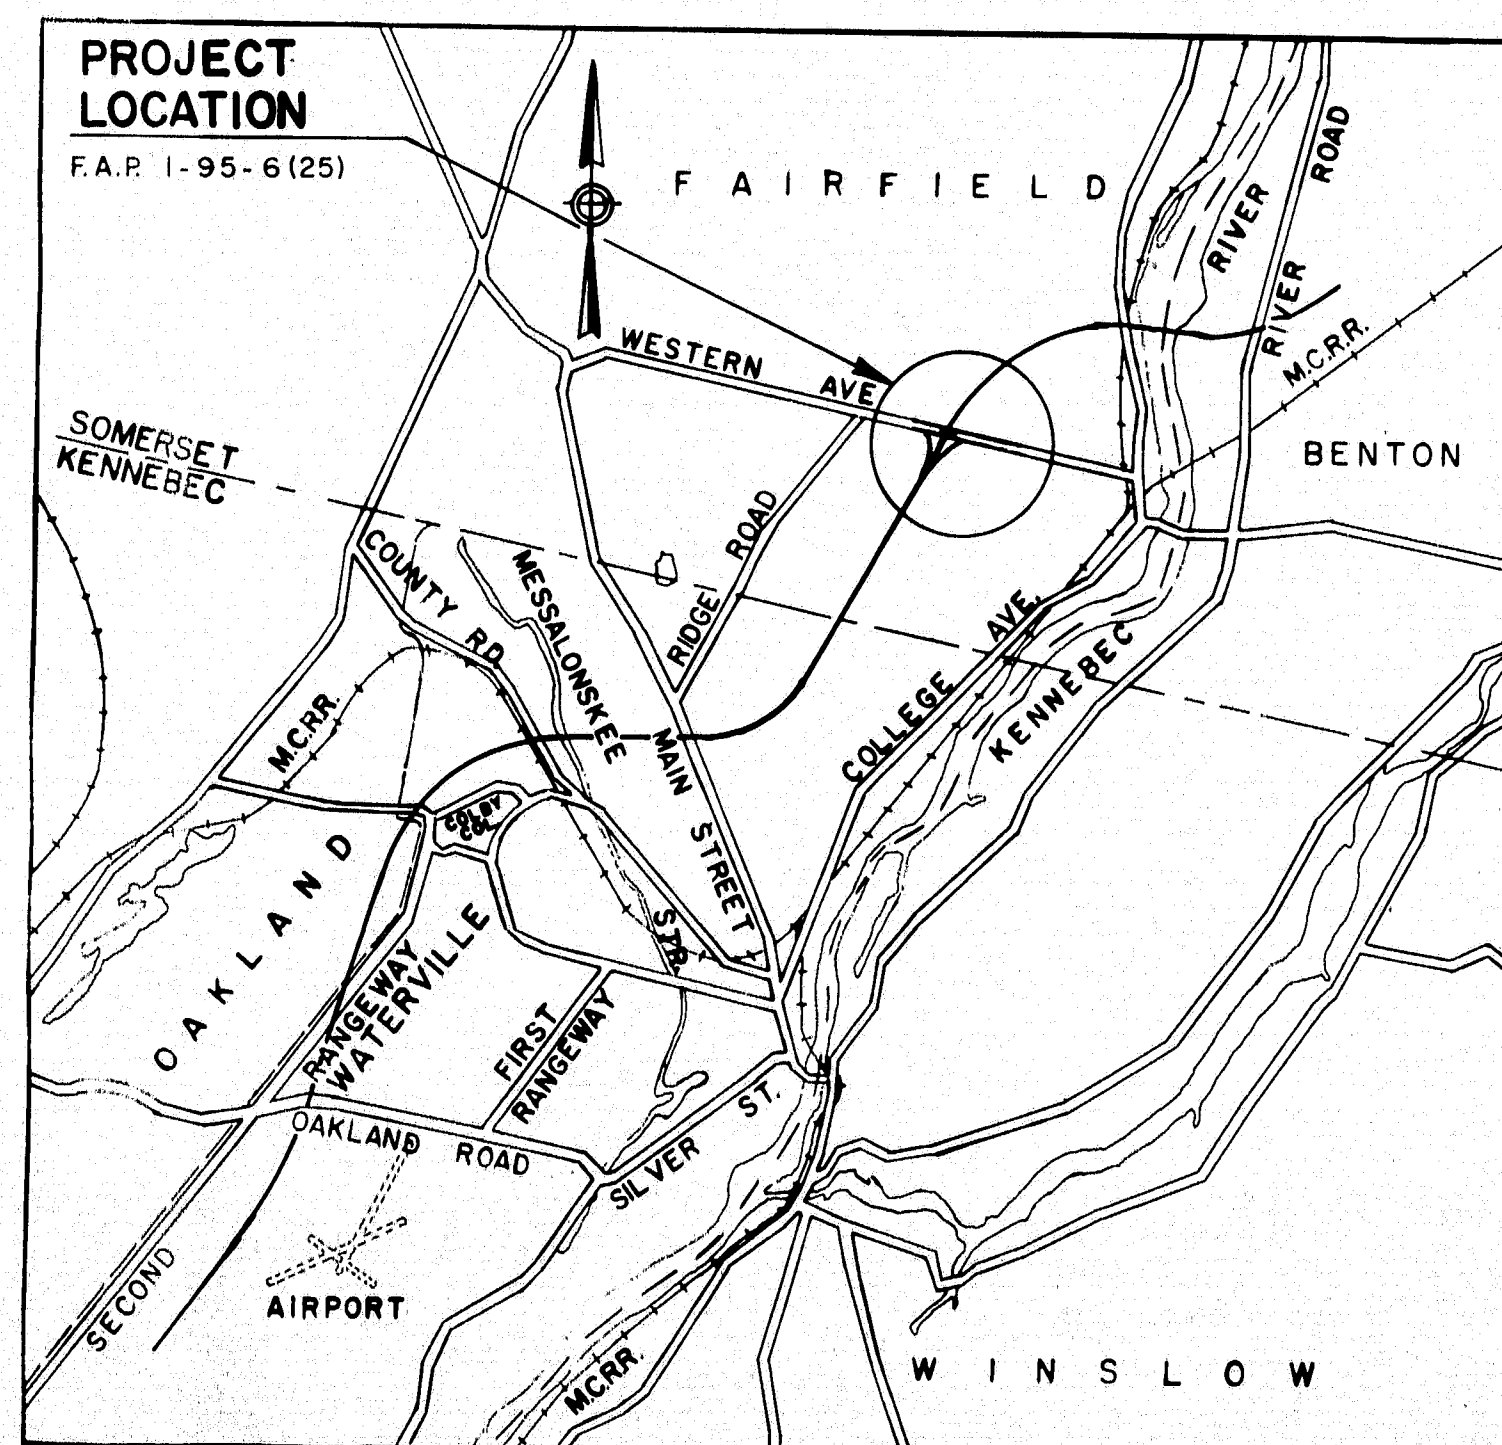 PROJECT
LOCATION
F.A.P. I-95-6(25)
FAIRFIELD
RIVER
ROAD
RIVER
M.C.R.R.
WESTERN AVE
SOMERSET
KENNEBEC
BENTON
COUNTY RD.
MESSALONSKEE
STR.
RIDGE ROAD
COLLEGE AVE.
KENNEBEC
M.C.R.R.
MAIN STREET
COLBY
COL.
OAKLAND
RANGEWAY
WATERVILLE
FIRST
RANGEWAY
OAKLAND ROAD
SILVER ST.
SECOND
AIRPORT
M.C.R.R.
WINSLOW